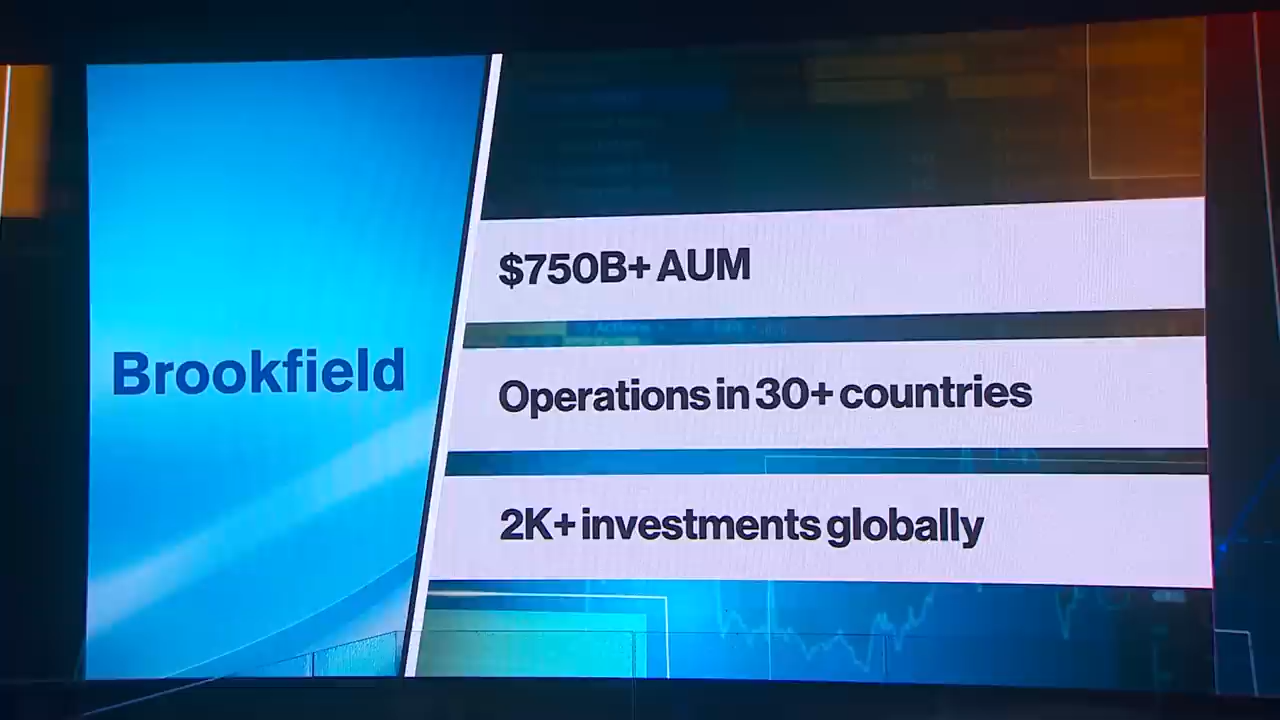 Brookfield
$750B+ AUM
Operations in 30+ countries
2K+ investments globally